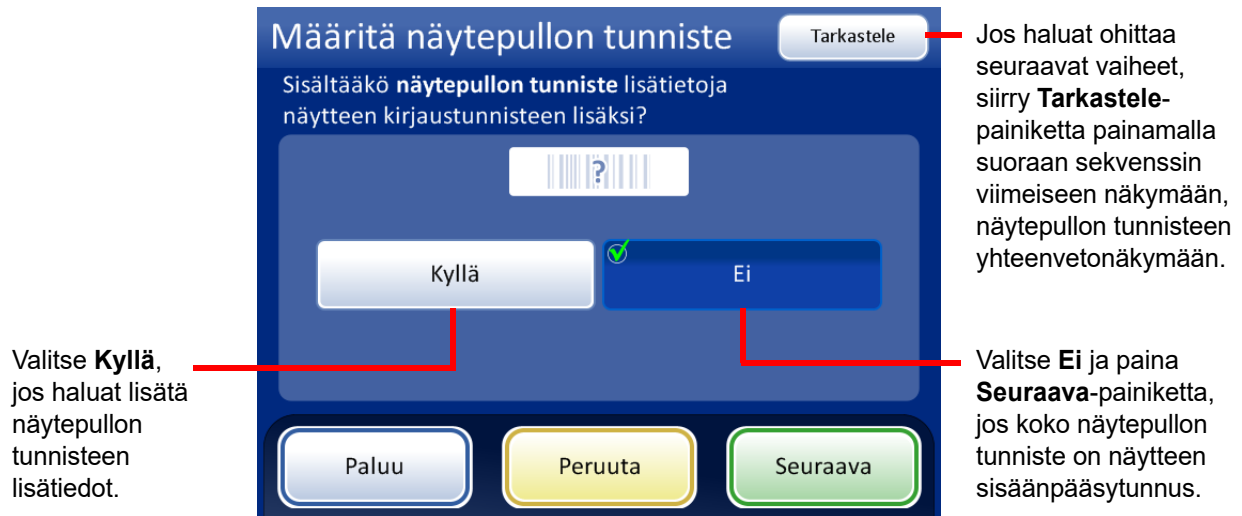 Määritä näytepullon tunniste
Tarkastele
Sisältääkö näytepullon tunniste lisätietoja
näytteen kirjaustunnisteen lisäksi?
?
Kyllä
Ei
Paluu
Peruuta
Seuraava
Valitse Kyllä,
jos haluat lisätä
näytepullon
tunnisteen
lisätiedot.
Jos haluat ohittaa
seuraavat vaiheet,
siirry Tarkastele-
painiketta painamalla
suoraan sekvenssin
viimeiseen näkymään,
näytepullon tunnisteen
yhteenvetonäkymään.
Valitse Ei ja paina
Seuraava-painiketta,
jos koko näytepullon
tunniste on näytteen
sisäänpääsytunnus.